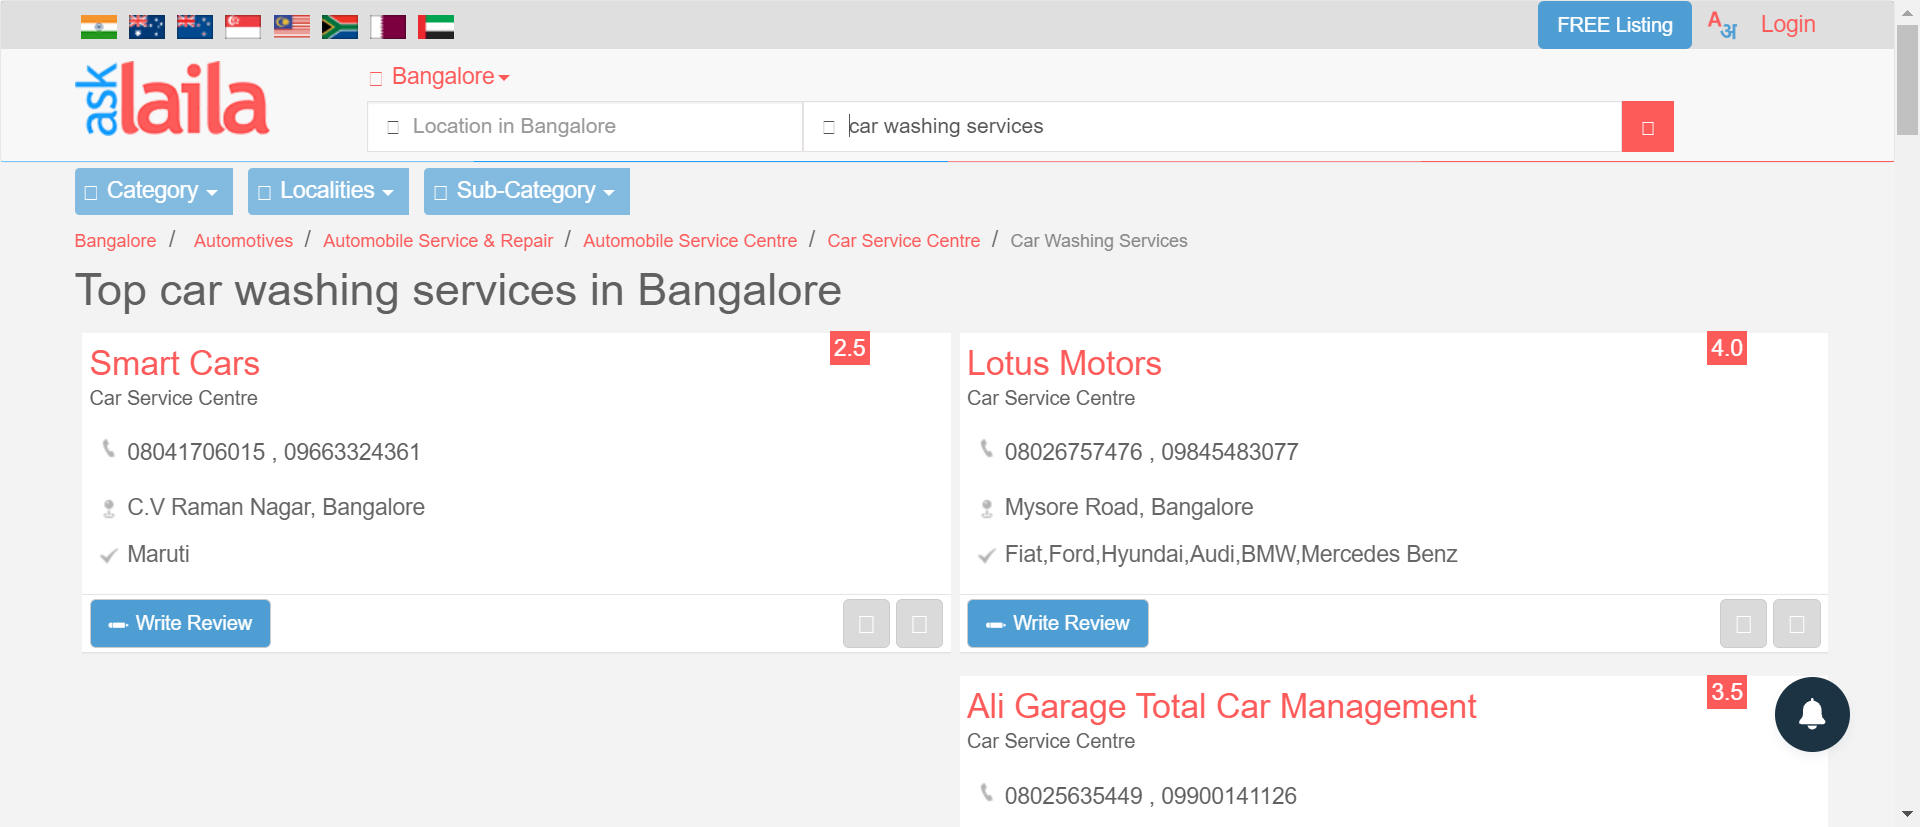 FREE Listing
Aअ
Login
ask laila
Bangalore
Location in Bangalore
car washing services
Category
Localities
Sub-Category
Bangalore / Automotives / Automobile Service & Repair / Automobile Service Centre / Car Service Centre / Car Washing Services
Top car washing services in Bangalore
Smart Cars
2.5
Car Service Centre
08041706015 , 09663324361
C.V Raman Nagar, Bangalore
Maruti
Write Review
Lotus Motors
4.0
Car Service Centre
08026757476 , 09845483077
Mysore Road, Bangalore
Fiat,Ford,Hyundai,Audi,BMW,Mercedes Benz
Write Review
Ali Garage Total Car Management
3.5
Car Service Centre
08025635449 , 09900141126